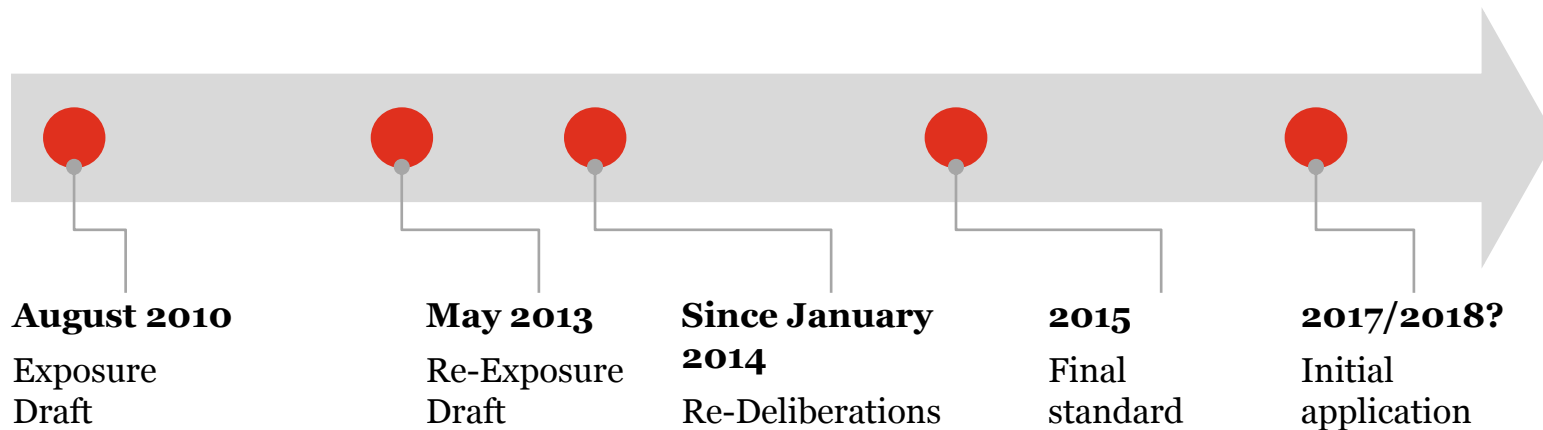 August 2010
Exposure
Draft
May 2013
Re-Exposure
Draft
Since January
2014
Re-Deliberations
2015
Final
standard
2017/2018?
Initial
application